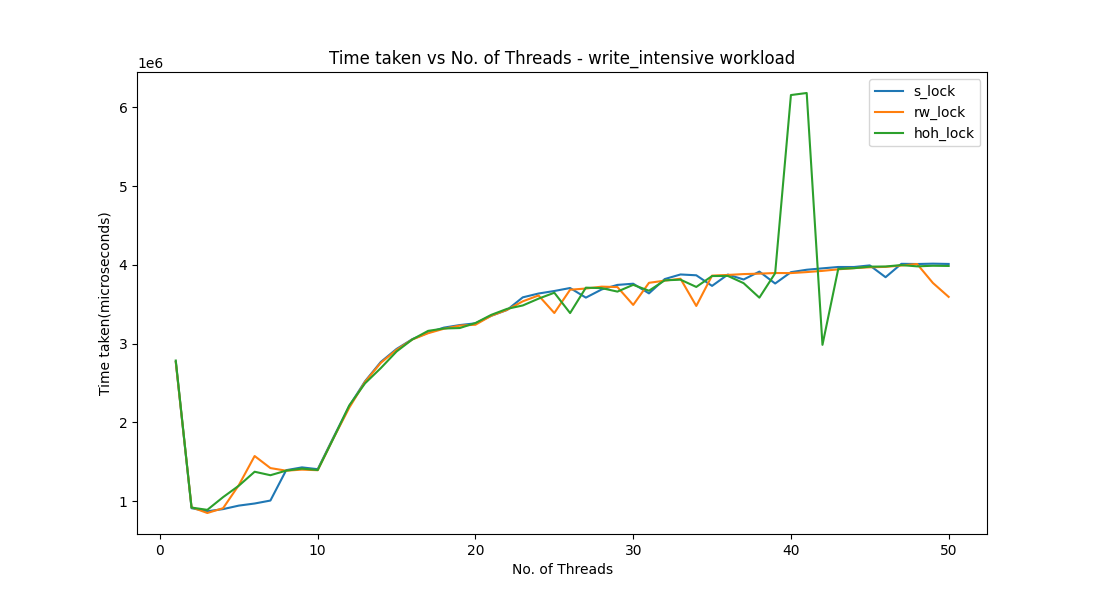 Time taken vs No. of Threads - write_intensive workload
1e6
s_lock
rw_lock
hoh_lock
6
5
4
3
2
1
Time taken(microseconds)
0 10 20 30 40 50
No. of Threads